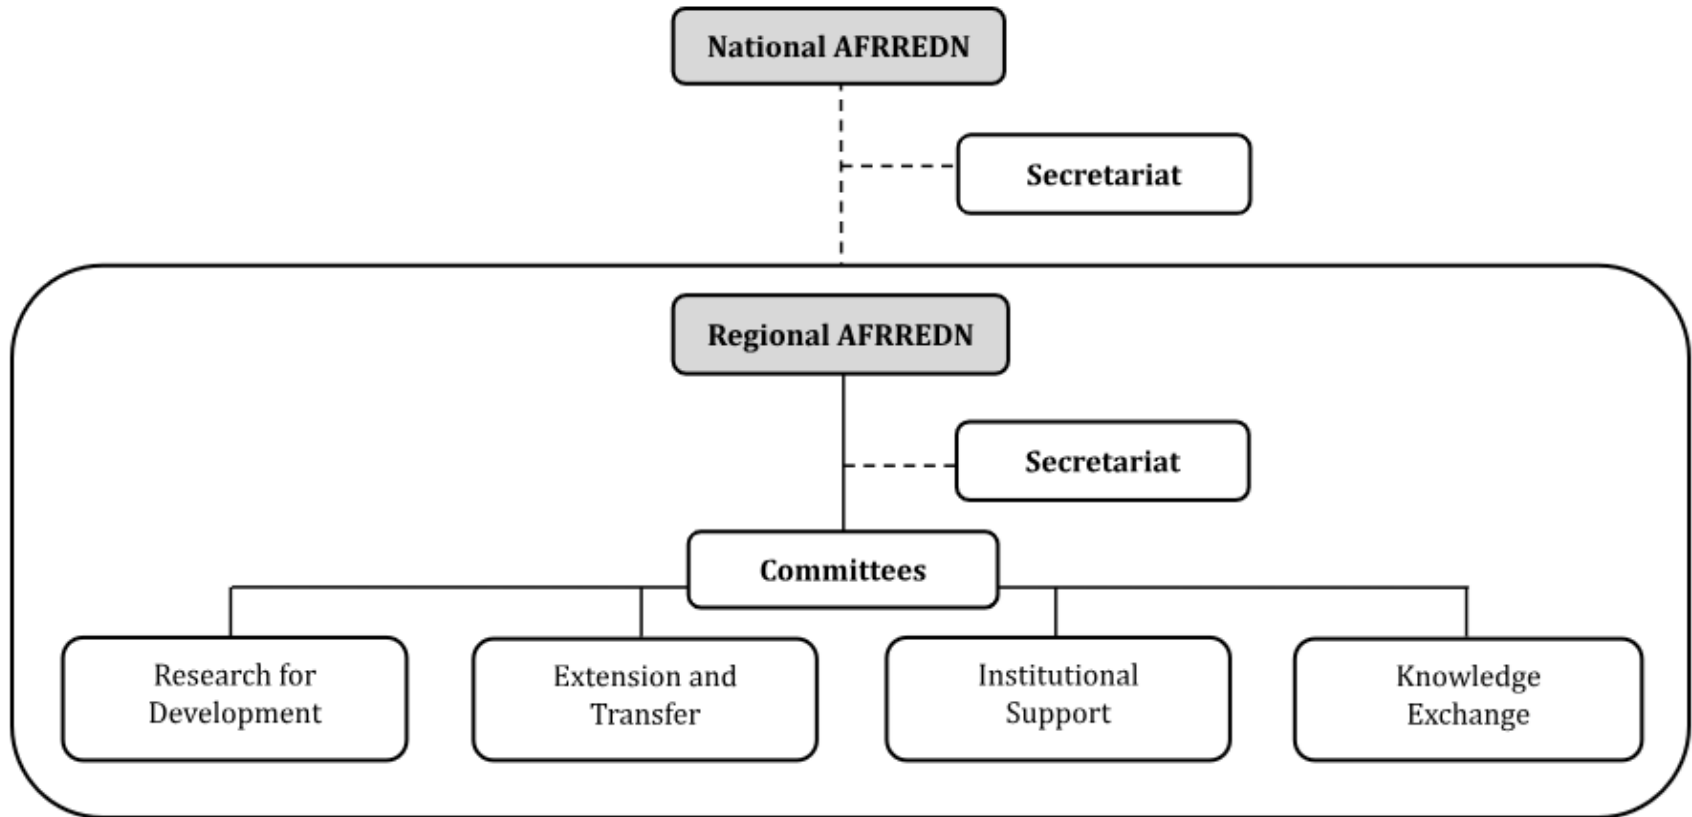 National AFRREDN
Secretariat
Regional AFRREDN
Secretariat
Committees
Research for
Development
Extension and
Transfer
Institutional
Support
Knowledge
Exchange